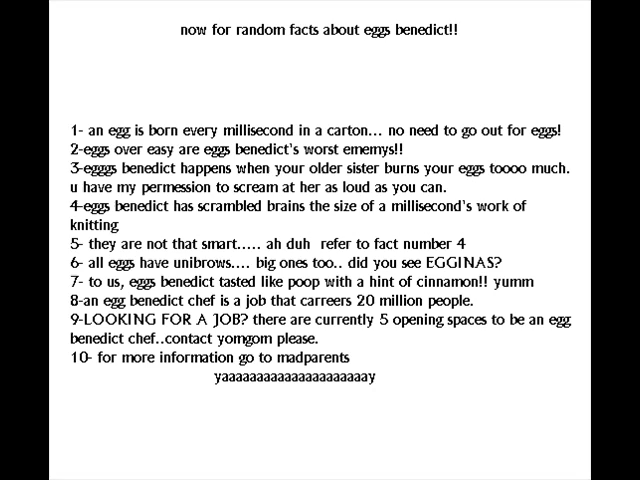 now for random facts about eggs benedict!!
1- an egg is born every millisecond in a carton... no need to go out for eggs!
2-eggs over easy are eggs benedict's worst ememys!!
3-egggs benedict happens when your older sister burns your eggs toooo much.
u have my permession to scream at her as loud as you can.
4-eggs benedict has scrambled brains the size of a millisecond's work of
knitting
5- they are not that smart..... ah duh  refer to fact number 4
6- all eggs have unibrows.... big ones too.. did you see EGGINAS?
7- to us, eggs benedict tasted like poop with a hint of cinnamon!! yumm
8-an egg benedict chef is a job that carreers 20 million people.
9-LOOKING FOR A JOB? there are currently 5 opening spaces to be an egg
benedict chef..contact yomgom please.
10- for more information go to madparents
yaaaaaaaaaaaaaaaaaaaay